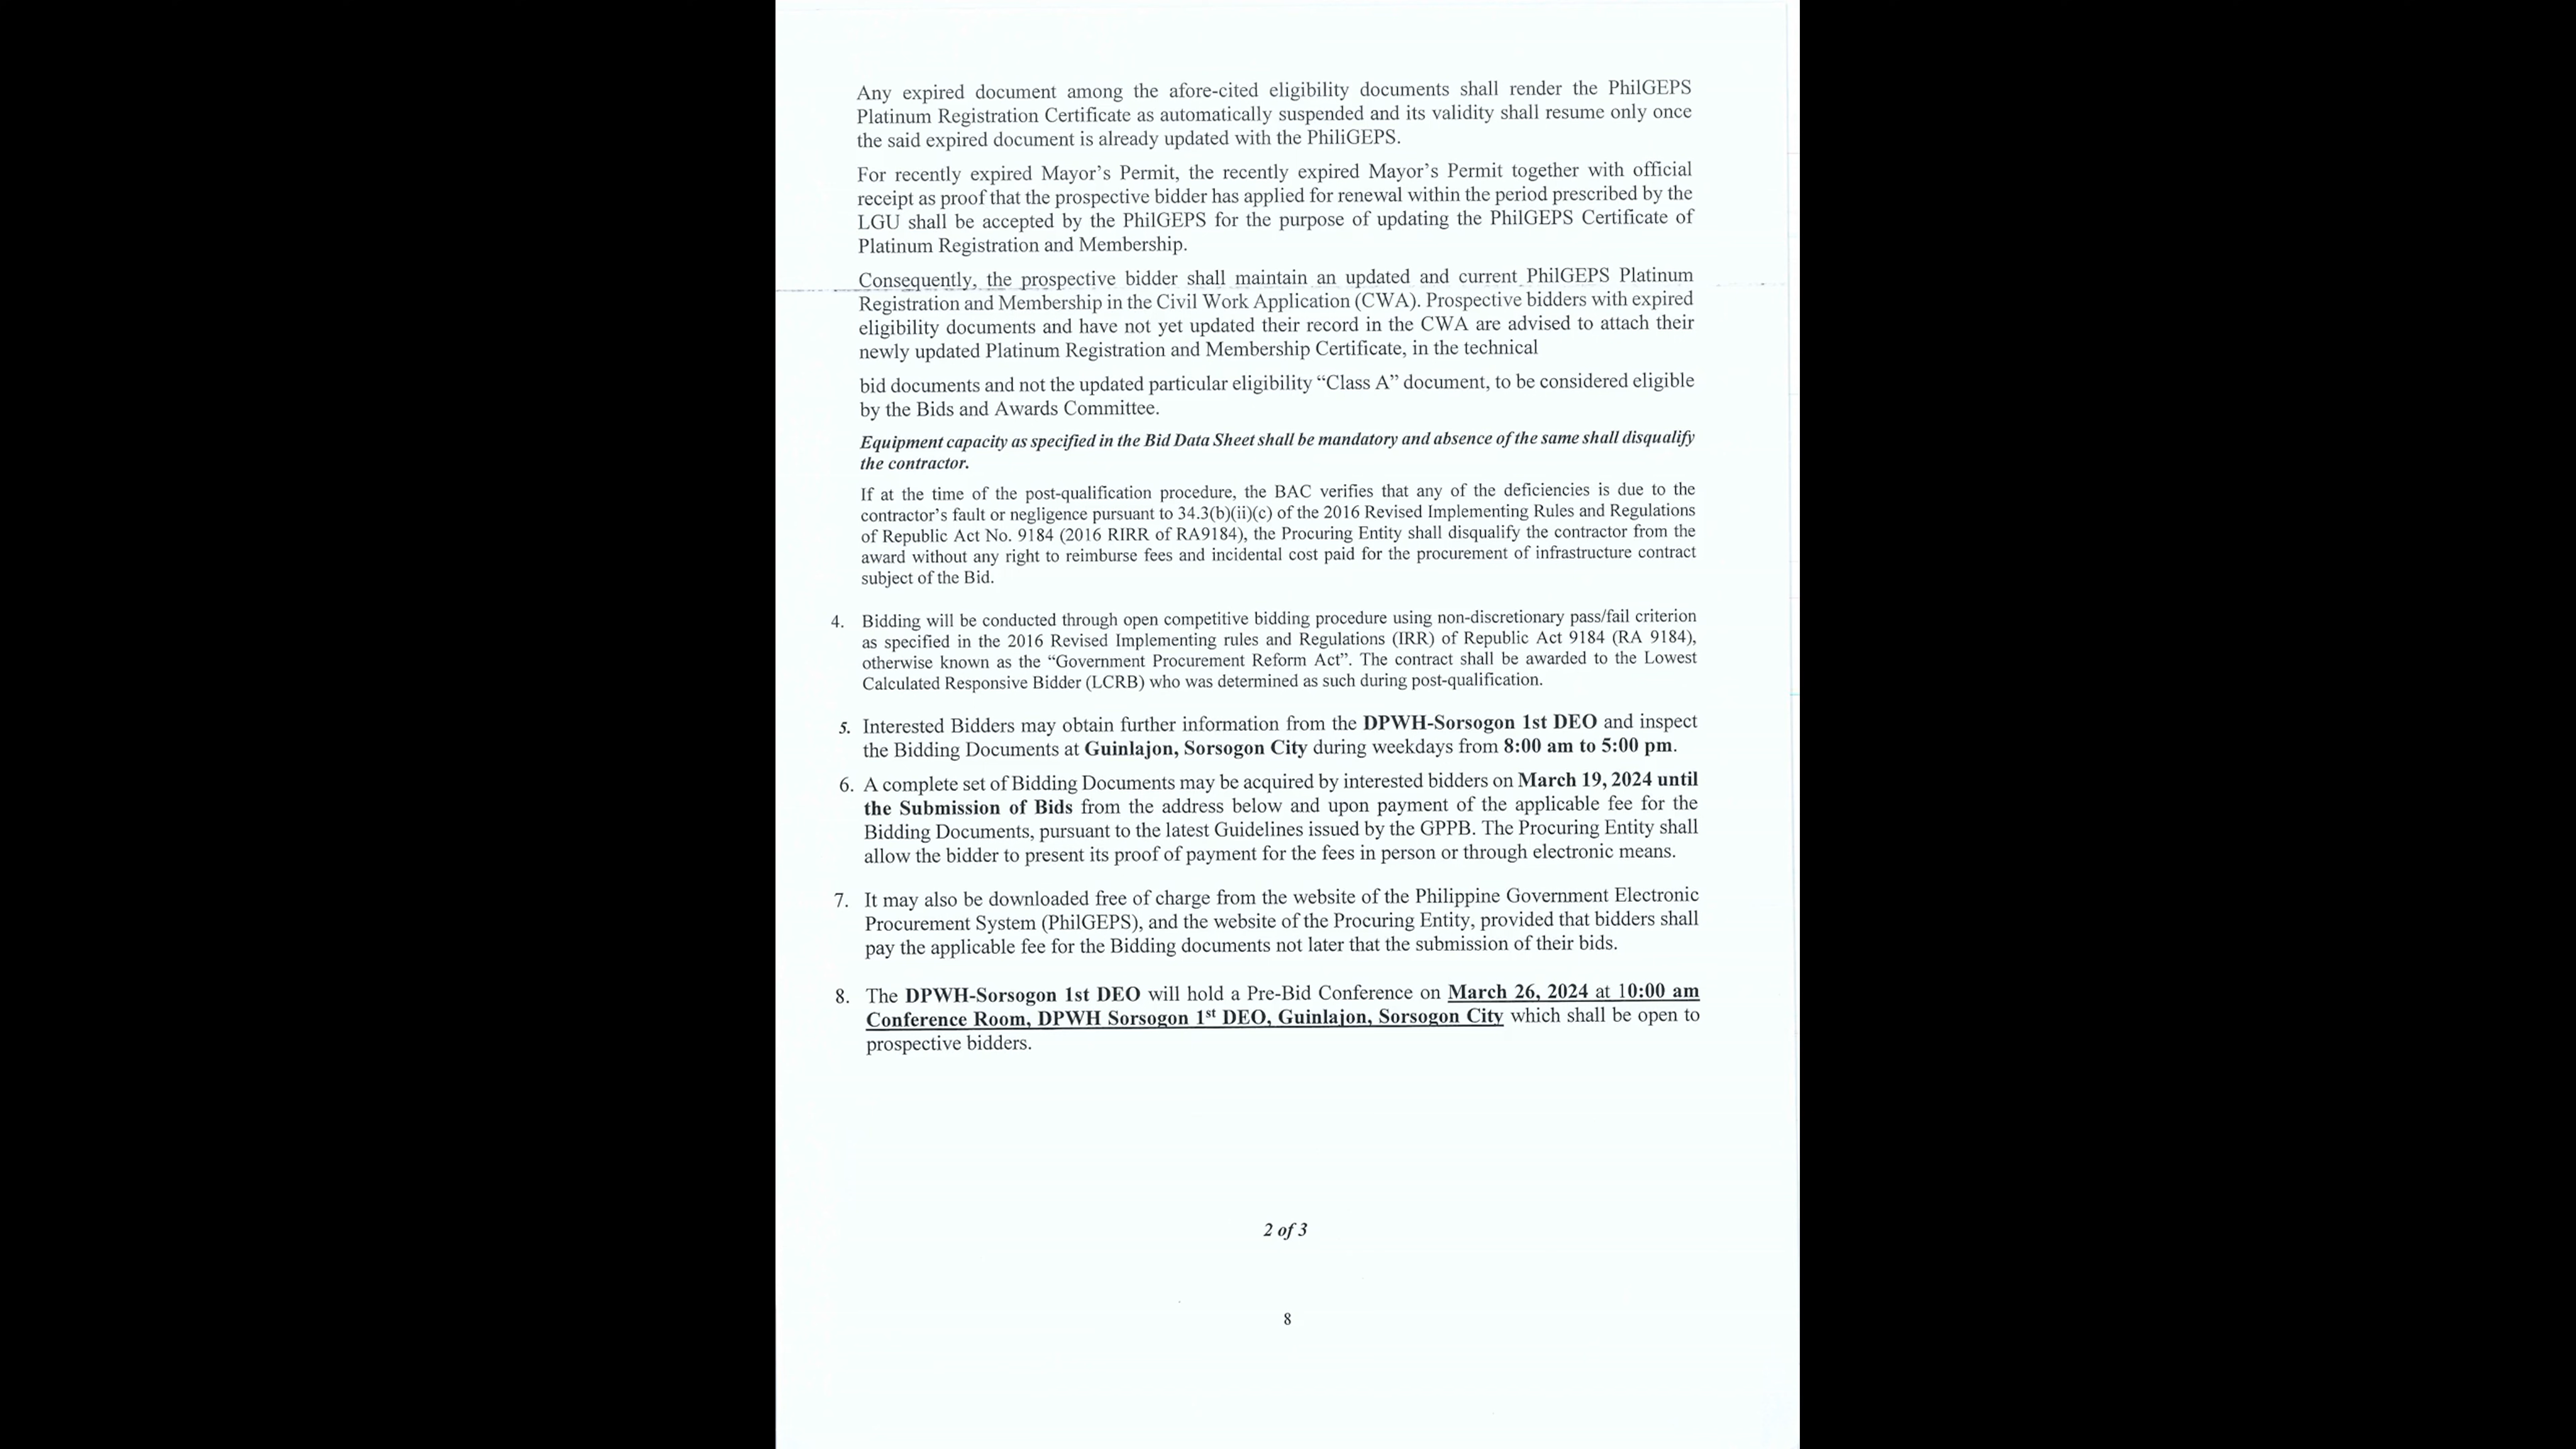 Any expired document among the afore-cited eligibility documents shall render the PhilGEPS
Platinum Registration Certificate as automatically suspended and its validity shall resume only once
the said expired document is already updated with the PhiliGEPS.
For recently expired Mayor's Permit, the recently expired Mayor's Permit together with official
receipt as proof that the prospective bidder has applied for renewal within the period prescribed by the
LGU shall be accepted by the PhilGEPS for the purpose of updating the PhilGEPS Certificate of
Platinum Registration and Membership.
Consequently, the prospective bidder shall maintain an updated and current PhilGEPS Platinum
Registration and Membership in the Civil Work Application (CWA). Prospective bidders with expired
eligibility documents and have not yet updated their record in the CWA are advised to attach their
newly updated Platinum Registration and Membership Certificate, in the technical
bid documents and not the updated particular eligibility “Class A” document, to be considered eligible
by the Bids and Awards Committee.
Equipment capacity as specified in the Bid Data Sheet shall be mandatory and absence of the same shall disqualify
the contractor.
If at the time of the post-qualification procedure, the BAC verifies that any of the deficiencies is due to the
contractor's fault or negligence pursuant to 34.3(b)(ii)(c) of the 2016 Revised Implementing Rules and Regulations
of Republic Act No. 9184 (2016 RIRR of RA9184), the Procuring Entity shall disqualify the contractor from the
award without any right to reimburse fees and incidental cost paid for the procurement of infrastructure contract
subject of the Bid.
4. Bidding will be conducted through open competitive bidding procedure using non-discretionary pass/fail criterion
as specified in the 2016 Revised Implementing rules and Regulations (IRR) of Republic Act 9184 (RA 9184),
otherwise known as the “Government Procurement Reform Act”. The contract shall be awarded to the Lowest
Calculated Responsive Bidder (LCRB) who was determined as such during post-qualification.
5. Interested Bidders may obtain further information from the DPWH-Sorsogon 1st DEO and inspect
the Bidding Documents at Guinlajon, Sorsogon City during weekdays from 8:00 am to 5:00 pm.
6. A complete set of Bidding Documents may be acquired by interested bidders on March 19, 2024 until
the Submission of Bids from the address below and upon payment of the applicable fee for the
Bidding Documents, pursuant to the latest Guidelines issued by the GPPB. The Procuring Entity shall
allow the bidder to present its proof of payment for the fees in person or through electronic means.
7. It may also be downloaded free of charge from the website of the Philippine Government Electronic
Procurement System (PhilGEPS), and the website of the Procuring Entity, provided that bidders shall
pay the applicable fee for the Bidding documents not later that the submission of their bids.
8. The DPWH-Sorsogon 1st DEO will hold a Pre-Bid Conference on March 26, 2024 at 10:00 am
Conference Room, DPWH Sorsogon 1st DEO, Guinlajon, Sorsogon City which shall be open to
prospective bidders.
2 of 3
8